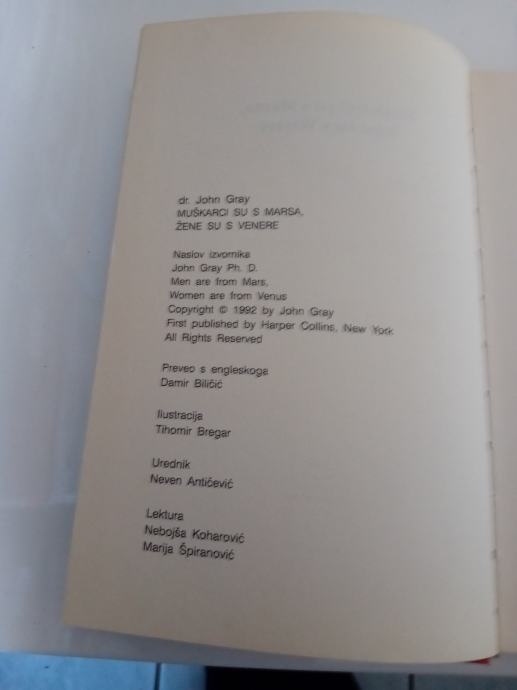 dr. John Gray
MUŠKARCI SU S MARSA,
ŽENE SU S VENERE
Naslov izvornika
John Gray Ph. D.
Men are from Mars,
Women are from Venus
Copyright © 1992 by John Gray
First published by Harper Collins, New York
All Rights Reserved
Preveo s engleskoga
Damir Biličić
Ilustracija
Tihomir Bregar
Urednik
Neven Antičević
Lektura
Nebojša Koharović
Marija Špiranović